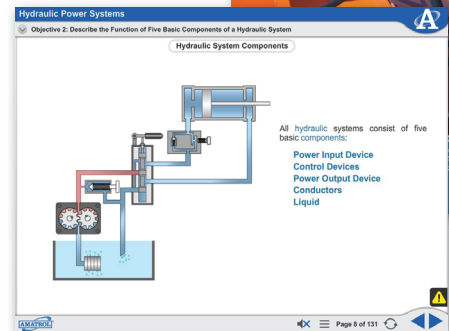 Hydraulic Power Systems
Objective 2: Describe the Function of Five Basic Components of a Hydraulic System
A
Hydraulic System Components
All hydraulic systems consist of five
basic components:
Power Input Device
Control Devices
Power Output Device
Conductors
Liquid
AMATROL
Page 8 of 131